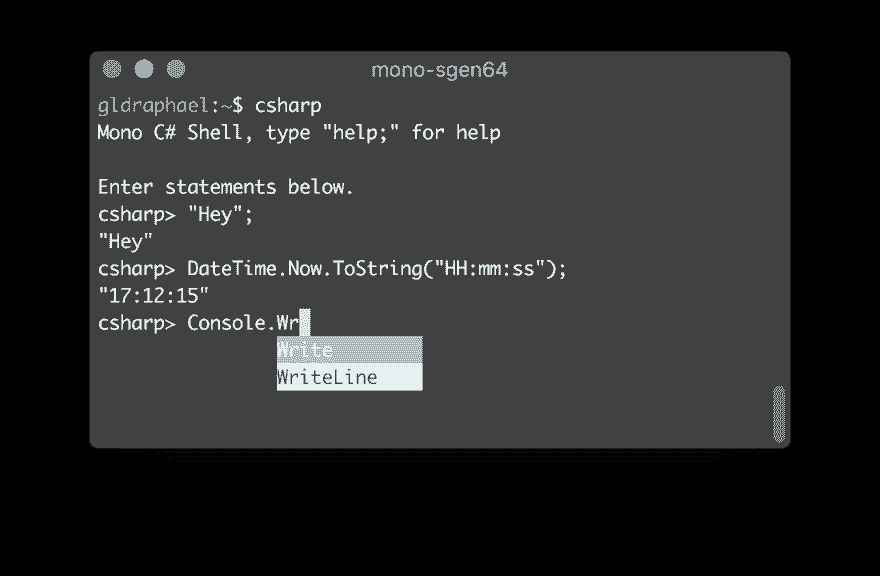 mono-sgen64
gldraphael:~$ csharp
Mono C# Shell, type "help;" for help
Enter statements below.
csharp> "Hey";
"Hey"
csharp> DateTime.Now.ToString("HH:mm:ss");
"17:12:15"
csharp> Console.Wr
Write
WriteLine